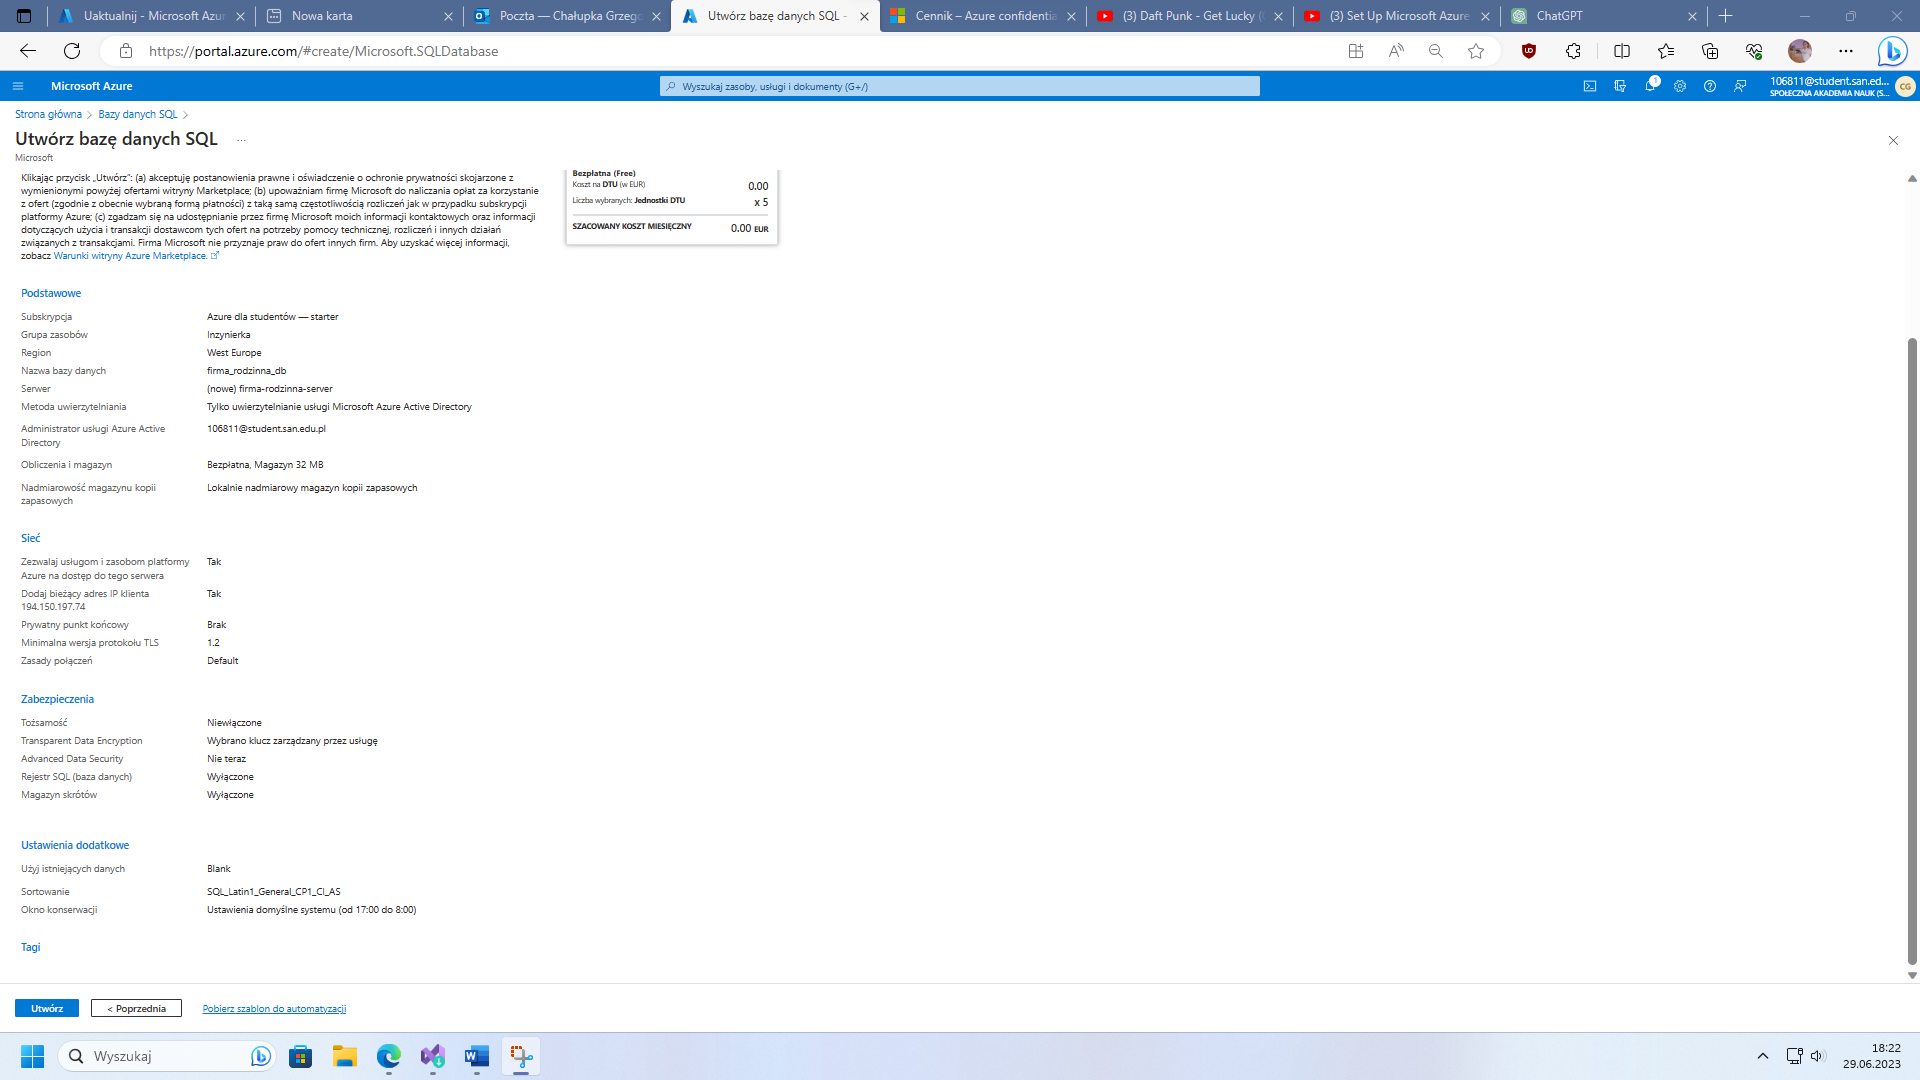 Uaktualnij - Microsoft Azur
Nowa karta
Poczta — Chałupka Grzego
Utwórz bazę danych SQL -
Cennik – Azure confidentia
(3) Daft Punk - Get Lucky (
(3) Set Up Microsoft Azure
ChatGPT
https://portal.azure.com/#create/Microsoft.SQLDatabase
Microsoft Azure
Wyszukaj zasoby, usługi i dokumenty (G+/)
1
106811@student.san.ed...
SPOŁECZNA AKADEMIA NAUK (S...
CG
Strona główna
Bazy danych SQL
Utwórz bazę danych SQL
...
Microsoft
Klikając przycisk „Utwórz”: (a) akceptuję postanowienia prawne i oświadczenie o ochronie prywatności skojarzone z
wymienionymi powyżej ofertami witryny Marketplace; (b) upoważniam firmę Microsoft do naliczania opłat za korzystanie
z ofert (zgodnie z obecnie wybraną formą płatności) z taką samą częstotliwością rozliczeń jak w przypadku subskrypcji
platformy Azure; (c) zgadzam się na udostępnianie przez firmę Microsoft moich informacji kontaktowych oraz informacji
dotyczących użycia i transakcji dostawcom tych ofert na potrzeby pomocy technicznej, rozliczeń i innych działań
związanych z transakcjami. Firma Microsoft nie przyznaje praw do ofert innych firm. Aby uzyskać więcej informacji,
zobacz Warunki witryny Azure Marketplace.
Bezpłatna (Free)
Koszt na DTU (w EUR) 0.00
Liczba wybranych: Jednostki DTU x 5
SZACOWANY KOSZT MIESIĘCZNY 0.00 EUR
Podstawowe
Subskrypcja Azure dla studentów — starter
Grupa zasobów Inzynierka
Region West Europe
Nazwa bazy danych firma_rodzinna_db
Serwer (nowe) firma-rodzinna-server
Metoda uwierzytelniania Tylko uwierzytelnianie usługi Microsoft Azure Active Directory
Administrator usługi Azure Active 106811@student.san.edu.pl
Directory
Obliczenia i magazyn Bezpłatna, Magazyn 32 MB
Nadmiarowość magazynu kopii Lokalnie nadmiarowy magazyn kopii zapasowych
zapasowych
Sieć
Zezwalaj usługom i zasobom platformy Tak
Azure na dostęp do tego serwera
Dodaj bieżący adres IP klienta Tak
194.150.197.74
Prywatny punkt końcowy Brak
Minimalna wersja protokołu TLS 1.2
Zasady połączeń Default
Zabezpieczenia
Tożsamość Niewłączone
Transparent Data Encryption Wybrano klucz zarządzany przez usługę
Advanced Data Security Nie teraz
Rejestr SQL (baza danych) Wyłączone
Magazyn skrótów Wyłączone
Ustawienia dodatkowe
Użyj istniejących danych Blank
Sortowanie SQL_Latin1_General_CP1_CI_AS
Okno konserwacji Ustawienia domyślne systemu (od 17:00 do 8:00)
Tagi
Utwórz
< Poprzednia
Pobierz szablon do automatyzacji
Wyszukaj
18:22
29.06.2023